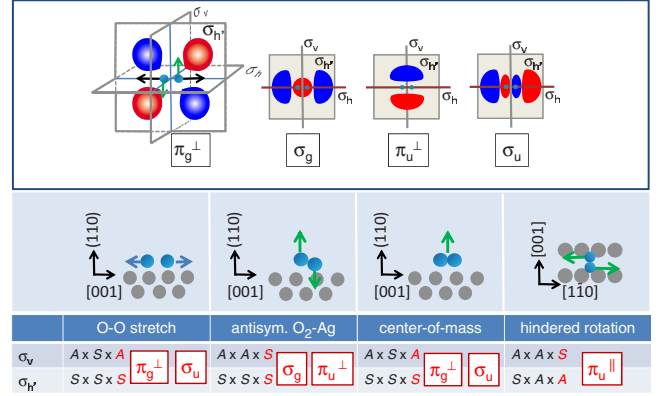 σv
σh'
σh
πg⊥
σv
σh'
σh
σg
σv
σh'
σh
πu⊥
σv
σh'
σh
σu
(110)
[001]
(110)
[001]
(110)
[001]
[001]
[1̄10]
O-O stretch antisym. O2-Ag center-of-mass hindered rotation
σv A x S x A A x A x S A x S x A A x A x S
σh' S x S x S S x S x S S x S x S S x A x A
πg⊥ σu σg πu⊥ πg⊥ σu πu||